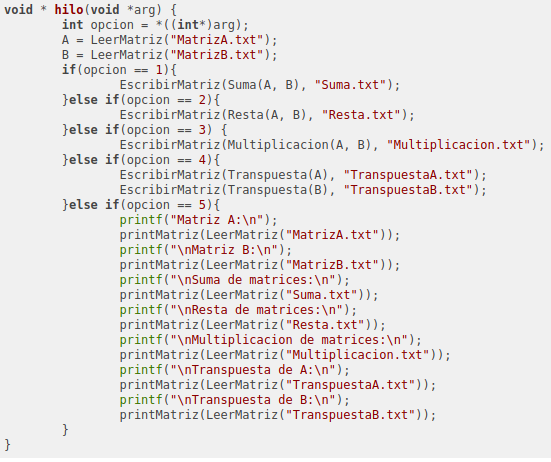 void * hilo(void *arg) {
        int opcion = *((int*)arg);
        A = LeerMatriz("MatrizA.txt");
        B = LeerMatriz("MatrizB.txt");
        if(opcion == 1){
                EscribirMatriz(Suma(A, B), "Suma.txt");
        }else if(opcion == 2){
                EscribirMatriz(Resta(A, B), "Resta.txt");
        }else if(opcion == 3) {
                EscribirMatriz(Multiplicacion(A, B), "Multiplicacion.txt");
        }else if(opcion == 4){
                EscribirMatriz(Transpuesta(A), "TranspuestaA.txt");
                EscribirMatriz(Transpuesta(B), "TranspuestaB.txt");
        }else if(opcion == 5){
                printf("Matriz A:\n");
                printMatriz(LeerMatriz("MatrizA.txt"));
                printf("\nMatriz B:\n");
                printMatriz(LeerMatriz("MatrizB.txt"));
                printf("\nSuma de matrices:\n");
                printMatriz(LeerMatriz("Suma.txt"));
                printf("\nResta de matrices:\n");
                printMatriz(LeerMatriz("Resta.txt"));
                printf("\nMultiplicacion de matrices:\n");
                printMatriz(LeerMatriz("Multiplicacion.txt"));
                printf("\nTranspuesta de A:\n");
                printMatriz(LeerMatriz("TranspuestaA.txt"));
                printf("\nTranspuesta de B:\n");
                printMatriz(LeerMatriz("TranspuestaB.txt"));
        }
}